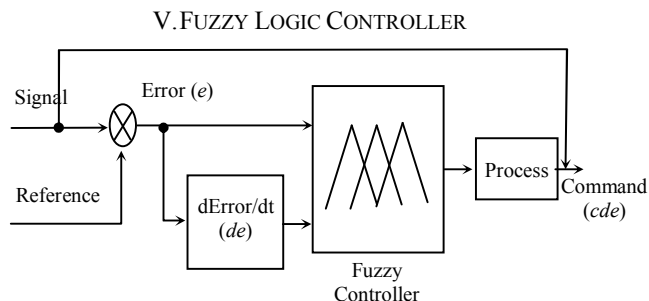 V.FUZZY LOGIC CONTROLLER
Signal
Error (e)
Reference
dError/dt
(de)
Fuzzy
Controller
Process
Command
(cde)